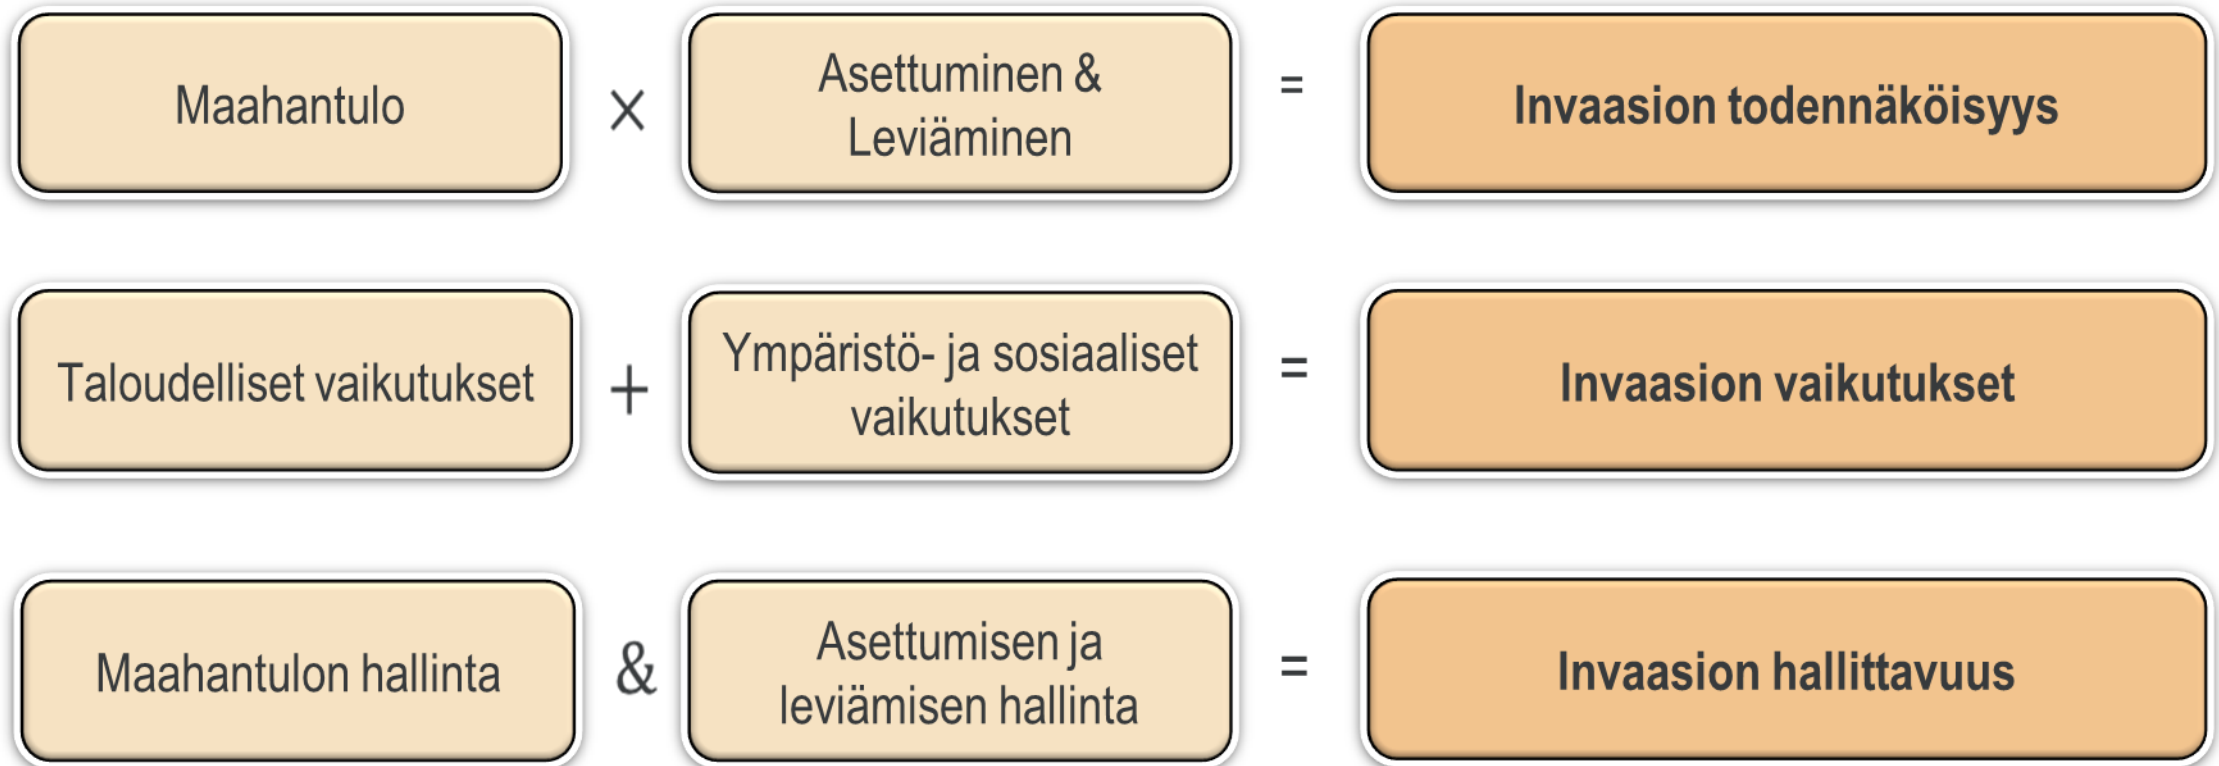 Maahantulo
×
Asettuminen &
Leviäminen
=
Invaasion todennäköisyys
Taloudelliset vaikutukset
+
Ympäristö- ja sosiaaliset
vaikutukset
=
Invaasion vaikutukset
Maahantulon hallinta
&
Asettumisen ja
leviämisen hallinta
=
Invaasion hallittavuus